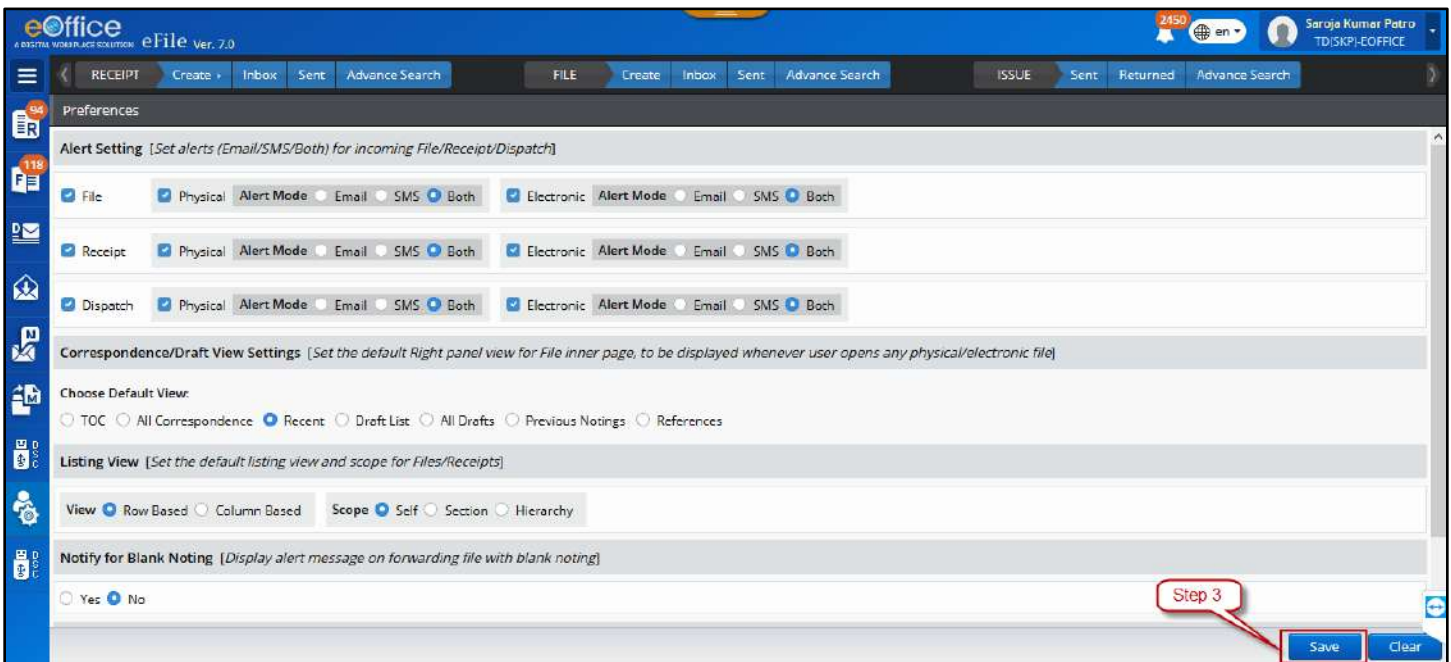 eOffice
A DIGITAL WORKPLACE SOLUTION eFile Ver. 7.0
2450
en
Saroja Kumar Patro
TD(SKP)-EOFFICE
RECEIPT Create Inbox Sent Advance Search FILE Create Inbox Sent Advance Search ISSUE Sent Returned Advance Search
94
R
Preferences
Alert Setting [Set alerts (Email/SMS/Both) for incoming File/Receipt/Dispatch]
118
F
File Physical Alert Mode Email SMS Both Electronic Alert Mode Email SMS Both
D
Receipt Physical Alert Mode Email SMS Both Electronic Alert Mode Email SMS Both
Dispatch Physical Alert Mode Email SMS Both Electronic Alert Mode Email SMS Both
N
Correspondence/Draft View Settings [Set the default Right panel view for File inner page, to be displayed whenever user opens any physical/electronic file]
M
Choose Default View:
TOC All Correspondence Recent Draft List All Drafts Previous Notings References
DSC
Listing View [Set the default listing view and scope for Files/Receipts]
View Row Based Column Based Scope Self Section Hierarchy
DSC
Notify for Blank Noting [Display alert message on forwarding file with blank noting]
Yes No
Step 3
Save Clear